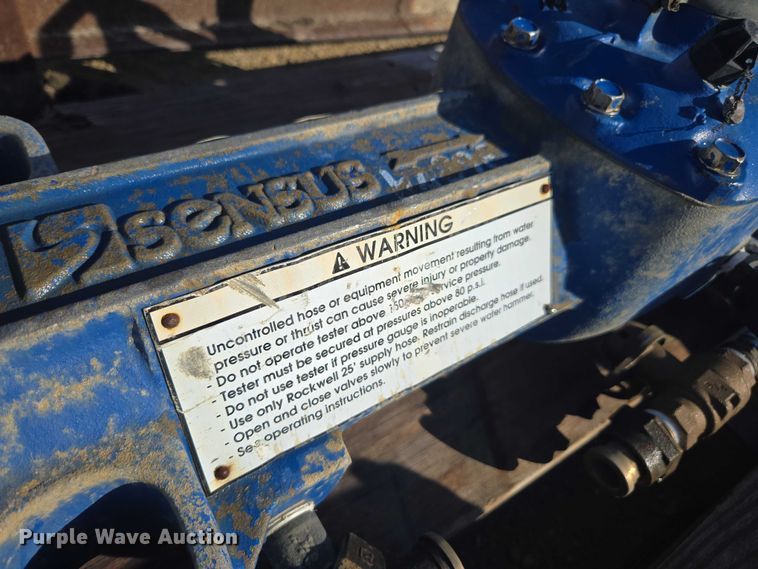 SENSUS
WARNING
Uncontrolled hose or equipment movement resulting from water
pressure or thrust can cause severe injury or property damage.
- Do not operate tester above 150 service pressure.
- Tester must be secured at pressures above 80 p.s.i.
- Do not use tester if pressure gauge is inoperable.
- Use only Rockwell 25' supply hose. Restrain discharge hose if used.
- Open and close valves slowly to prevent severe water hammer.
- See operating instructions.
Purple Wave Auction